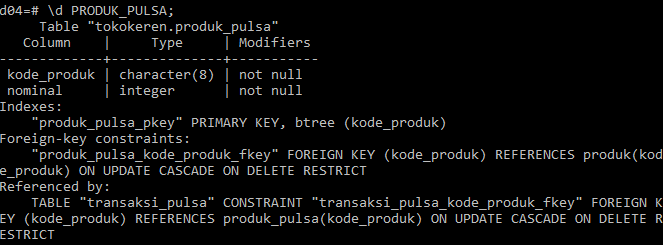 d04=# \d PRODUK_PULSA;
Table "tokokeren.produk_pulsa"
Column | Type | Modifiers
-------------+--------------+-----------
kode_produk | character(8) | not null
nominal | integer | not null
Indexes:
"produk_pulsa_pkey" PRIMARY KEY, btree (kode_produk)
Foreign-key constraints:
"produk_pulsa_kode_produk_fkey" FOREIGN KEY (kode_produk) REFERENCES produk(kod
e_produk) ON UPDATE CASCADE ON DELETE RESTRICT
Referenced by:
TABLE "transaksi_pulsa" CONSTRAINT "transaksi_pulsa_kode_produk_fkey" FOREIGN K
EY (kode_produk) REFERENCES produk_pulsa(kode_produk) ON UPDATE CASCADE ON DELETE R
ESTRICT